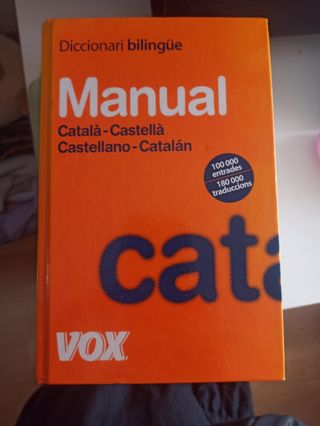 Diccionari bilingüe
Manual
Català-Castellà
Castellano-Catalán
100 000
entrades
180 000
traduccions
cata
VOX